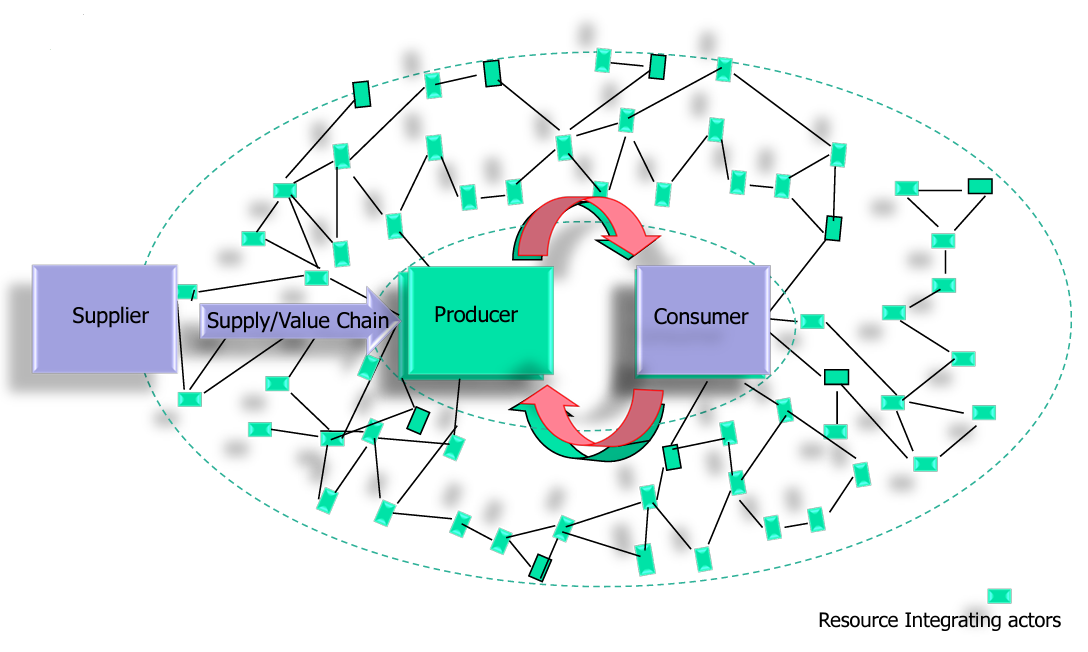 Supplier
Supply/Value Chain
Producer
Consumer
Resource Integrating actors